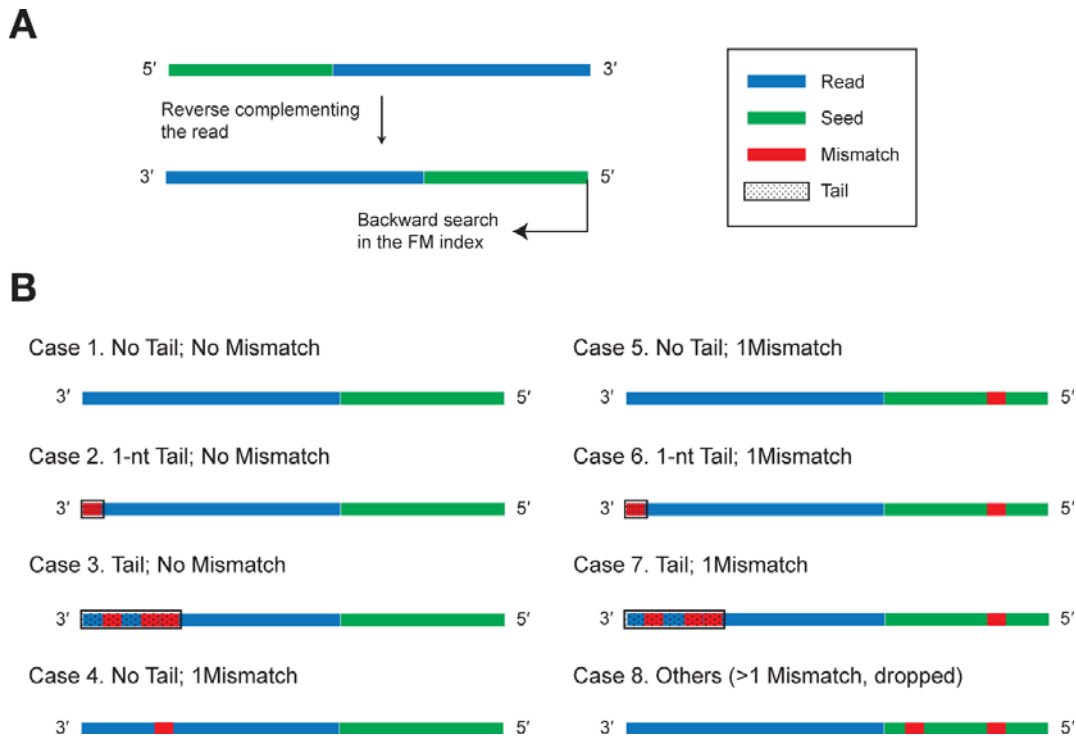 A
5′ 3′
Reverse complementing
the read
3′ 5′
Backward search
in the FM index
Read
Seed
Mismatch
Tail
B
Case 1. No Tail; No Mismatch
3′ 5′
Case 2. 1-nt Tail; No Mismatch
3′ 5′
Case 3. Tail; No Mismatch
3′ 5′
Case 4. No Tail; 1Mismatch
3′ 5′
Case 5. No Tail; 1Mismatch
3′ 5′
Case 6. 1-nt Tail; 1Mismatch
3′ 5′
Case 7. Tail; 1Mismatch
3′ 5′
Case 8. Others (>1 Mismatch, dropped)
3′ 5′